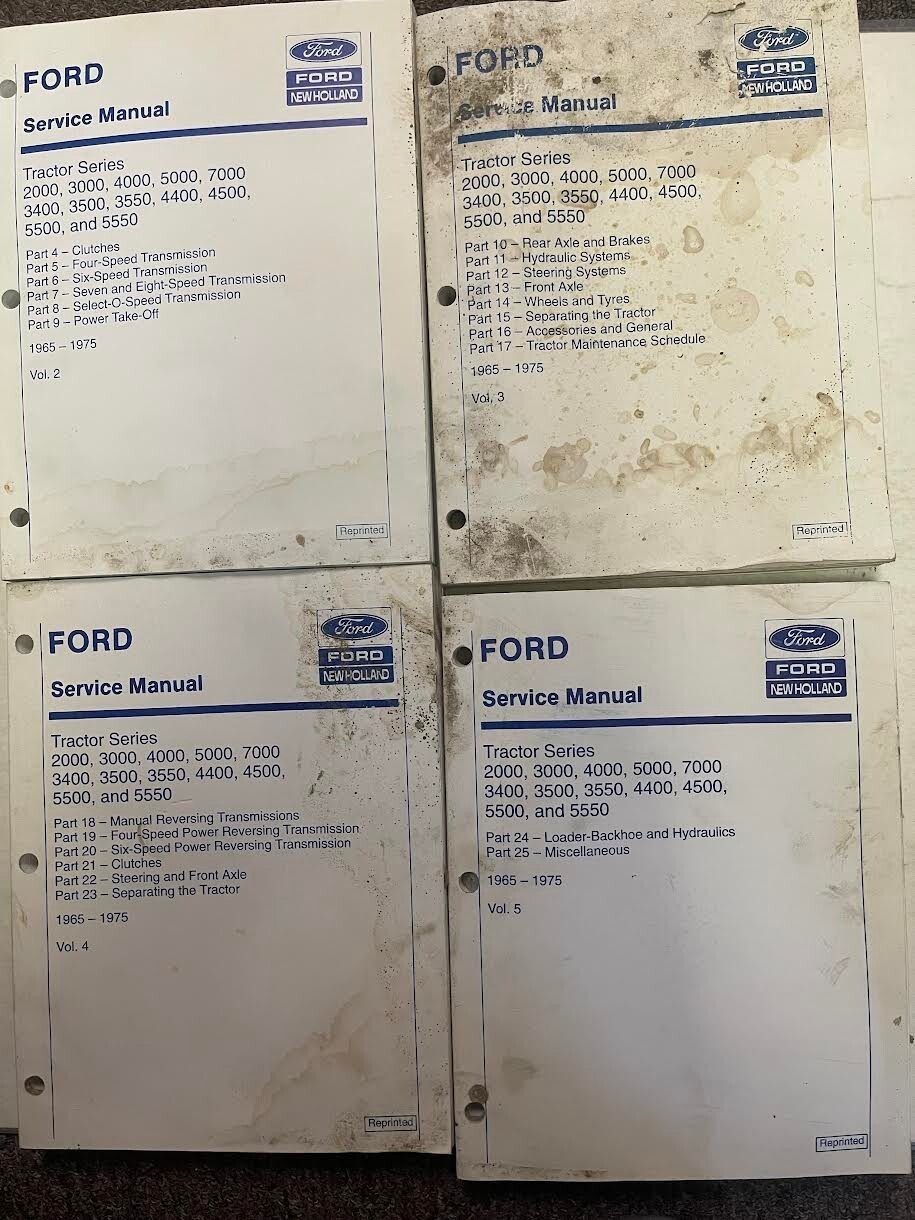 FORD
Ford
FORD
NEW HOLLAND
Service Manual
Tractor Series
2000, 3000, 4000, 5000, 7000
3400, 3500, 3550, 4400, 4500,
5500, and 5550
Part 4 – Clutches
Part 5 – Four-Speed Transmission
Part 6 – Six-Speed Transmission
Part 7 – Seven and Eight-Speed Transmission
Part 8 – Select-O-Speed Transmission
Part 9 – Power Take-Off
1965 – 1975
Vol. 2
Reprinted
FORD
Ford
FORD
NEW HOLLAND
Service Manual
Tractor Series
2000, 3000, 4000, 5000, 7000
3400, 3500, 3550, 4400, 4500,
5500, and 5550
Part 10 – Rear Axle and Brakes
Part 11 – Hydraulic Systems
Part 12 – Steering Systems
Part 13 – Front Axle
Part 14 – Wheels and Tyres
Part 15 – Separating the Tractor
Part 16 – Accessories and General
Part 17 – Tractor Maintenance Schedule
1965 – 1975
Vol. 3
Reprinted
FORD
Ford
FORD
NEW HOLLAND
Service Manual
Tractor Series
2000, 3000, 4000, 5000, 7000
3400, 3500, 3550, 4400, 4500,
5500, and 5550
Part 18 – Manual Reversing Transmissions
Part 19 – Four-Speed Power Reversing Transmission
Part 20 – Six-Speed Power Reversing Transmission
Part 21 – Clutches
Part 22 – Steering and Front Axle
Part 23 – Separating the Tractor
1965 – 1975
Vol. 4
Reprinted
FORD
Ford
FORD
NEW HOLLAND
Service Manual
Tractor Series
2000, 3000, 4000, 5000, 7000
3400, 3500, 3550, 4400, 4500,
5500, and 5550
Part 24 – Loader-Backhoe and Hydraulics
Part 25 – Miscellaneous
1965 – 1975
Vol. 5
Reprinted